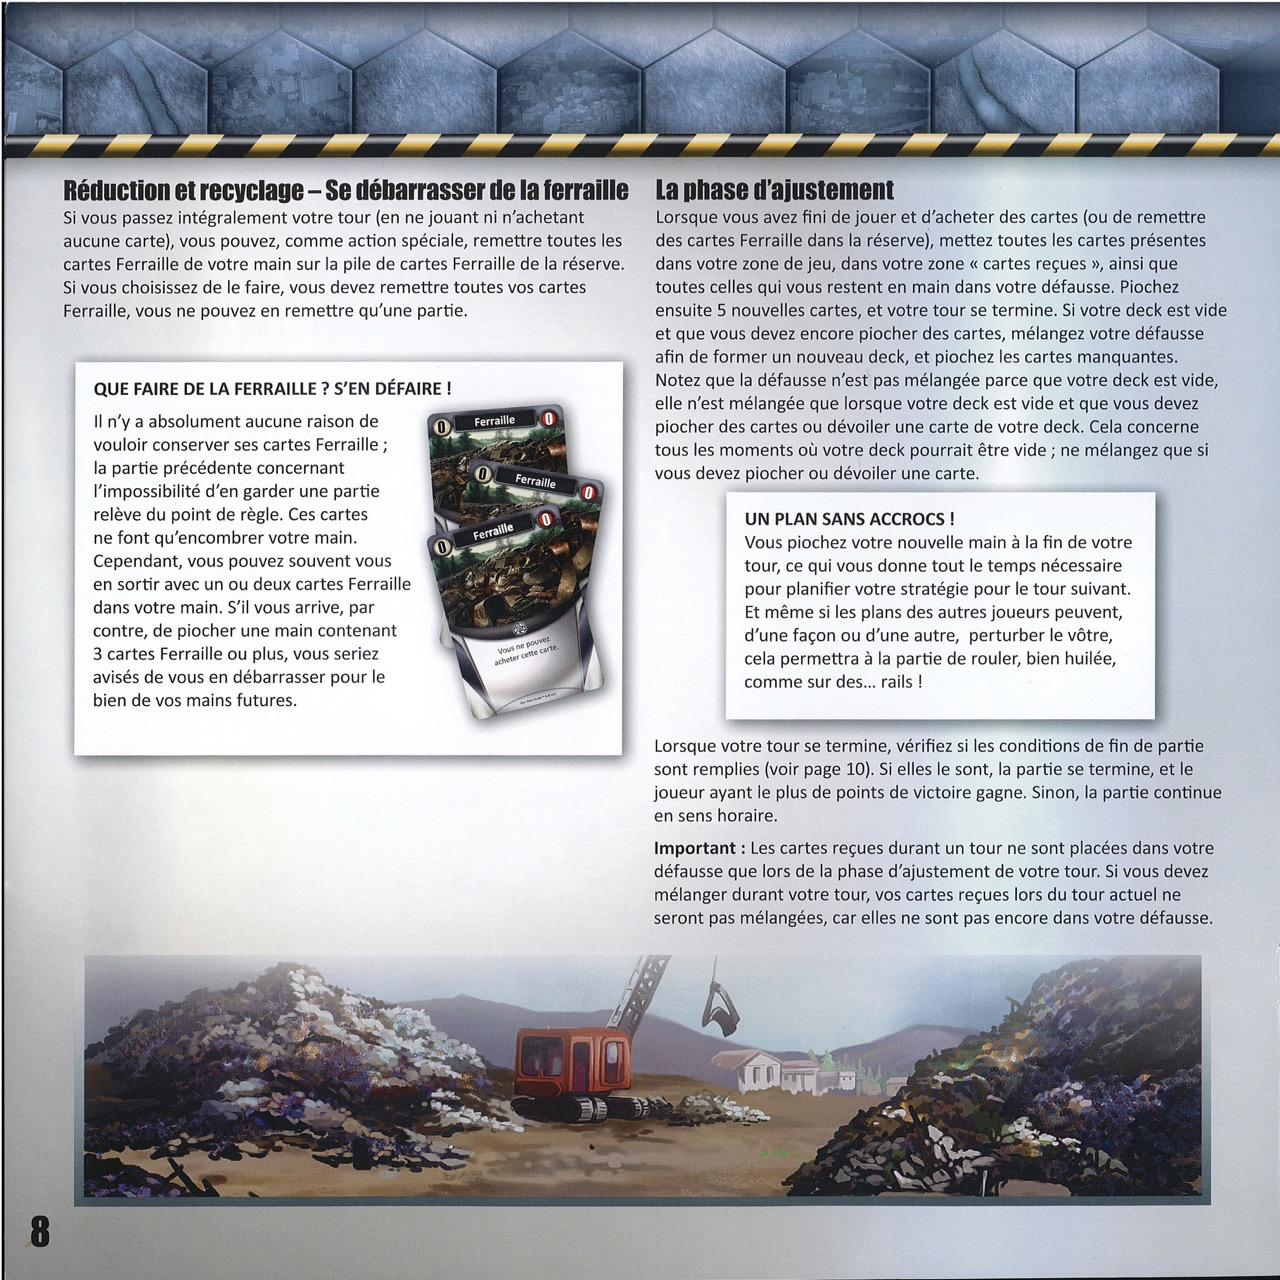 Réduction et recyclage – Se débarrasser de la ferraille
Si vous passez intégralement votre tour (en ne jouant ni n'achetant
aucune carte), vous pouvez, comme action spéciale, remettre toutes les
cartes Ferraille de votre main sur la pile de cartes Ferraille de la réserve.
Si vous choisissez de le faire, vous devez remettre toutes vos cartes
Ferraille, vous ne pouvez en remettre qu'une partie.
QUE FAIRE DE LA FERRAILLE ? S'EN DÉFAIRE !
Il n'y a absolument aucune raison de
vouloir conserver ses cartes Ferraille ;
la partie précédente concernant
l'impossibilité d'en garder une partie
relève du point de règle. Ces cartes
ne font qu'encombrer votre main.
Cependant, vous pouvez souvent vous
en sortir avec un ou deux cartes Ferraille
dans votre main. S'il vous arrive, par
contre, de piocher une main contenant
3 cartes Ferraille ou plus, vous seriez
avisés de vous en débarrasser pour le
bien de vos mains futures.
0 Ferraille 0
0 Ferraille 0
0 Ferraille 0
Vous ne pouvez
acheter cette carte.
La phase d'ajustement
Lorsque vous avez fini de jouer et d'acheter des cartes (ou de remettre
des cartes Ferraille dans la réserve), mettez toutes les cartes présentes
dans votre zone de jeu, dans votre zone « cartes reçues », ainsi que
toutes celles qui vous restent en main dans votre défausse. Piochez
ensuite 5 nouvelles cartes, et votre tour se termine. Si votre deck est vide
et que vous devez encore piocher des cartes, mélangez votre défausse
afin de former un nouveau deck, et piochez les cartes manquantes.
Notez que la défausse n'est pas mélangée parce que votre deck est vide,
elle n'est mélangée que lorsque votre deck est vide et que vous devez
piocher des cartes ou dévoiler une carte de votre deck. Cela concerne
tous les moments où votre deck pourrait être vide ; ne mélangez que si
vous devez piocher ou dévoiler une carte.
UN PLAN SANS ACCROCS !
Vous piochez votre nouvelle main à la fin de votre
tour, ce qui vous donne tout le temps nécessaire
pour planifier votre stratégie pour le tour suivant.
Et même si les plans des autres joueurs peuvent,
d'une façon ou d'une autre, perturber le vôtre,
cela permettra à la partie de rouler, bien huilée,
comme sur des... rails !
Lorsque votre tour se termine, vérifiez si les conditions de fin de partie
sont remplies (voir page 10). Si elles le sont, la partie se termine, et le
joueur ayant le plus de points de victoire gagne. Sinon, la partie continue
en sens horaire.
Important : Les cartes reçues durant un tour ne sont placées dans votre
défausse que lors de la phase d'ajustement de votre tour. Si vous devez
mélanger durant votre tour, vos cartes reçues lors du tour actuel ne
seront pas mélangées, car elles ne sont pas encore dans votre défausse.
8